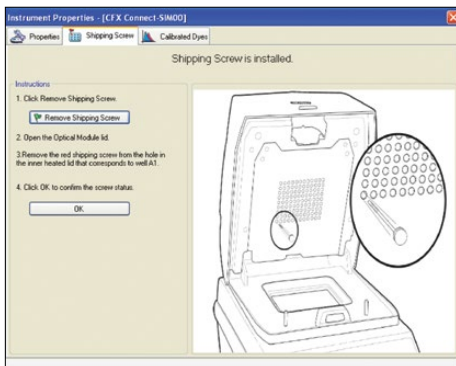 Instrument Properties - [CFX Connect-SIM00]
Properties
Shipping Screw
Calibrated Dyes
Shipping Screw is installed.
Instructions
1. Click Remove Shipping Screw.
Remove Shipping Screw
2. Open the Optical Module lid.
3.Remove the red shipping screw from the hole in
the inner heated lid that corresponds to well A1.
4. Click OK to confirm the screw status.
OK